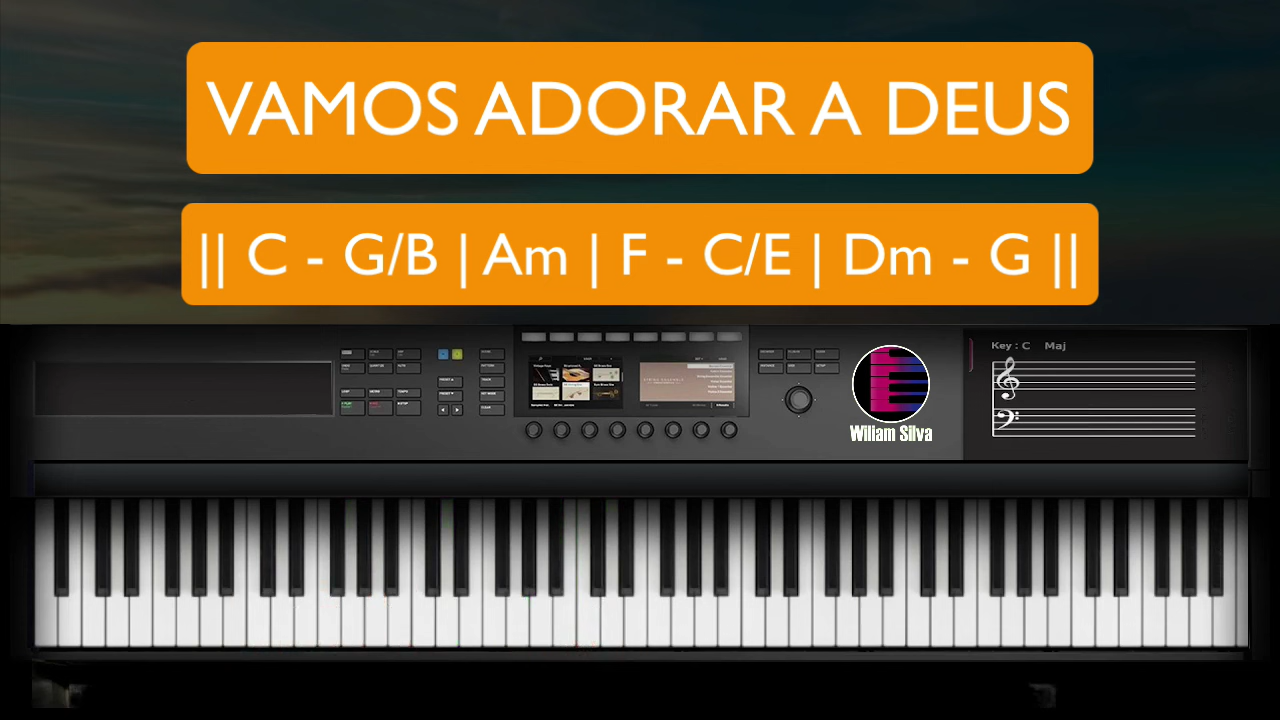 VAMOS ADORAR A DEUS
|| C - G/B | Am | F - C/E | Dm - G ||
Key : C Maj
Wiliam Silva